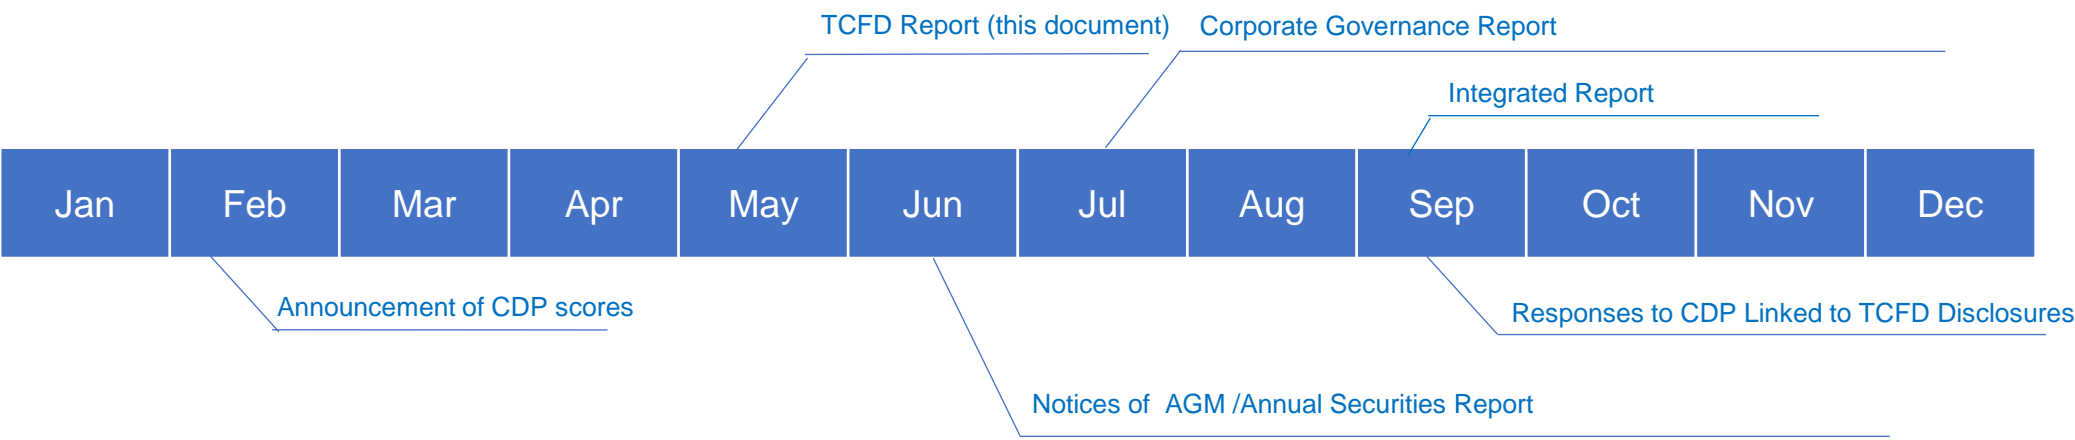 TCFD Report (this document)
Corporate Governance Report
Integrated Report
Jan
Feb
Mar
Apr
May
Jun
Jul
Aug
Sep
Oct
Nov
Dec
Announcement of CDP scores
Responses to CDP Linked to TCFD Disclosures
Notices of  AGM /Annual Securities Report